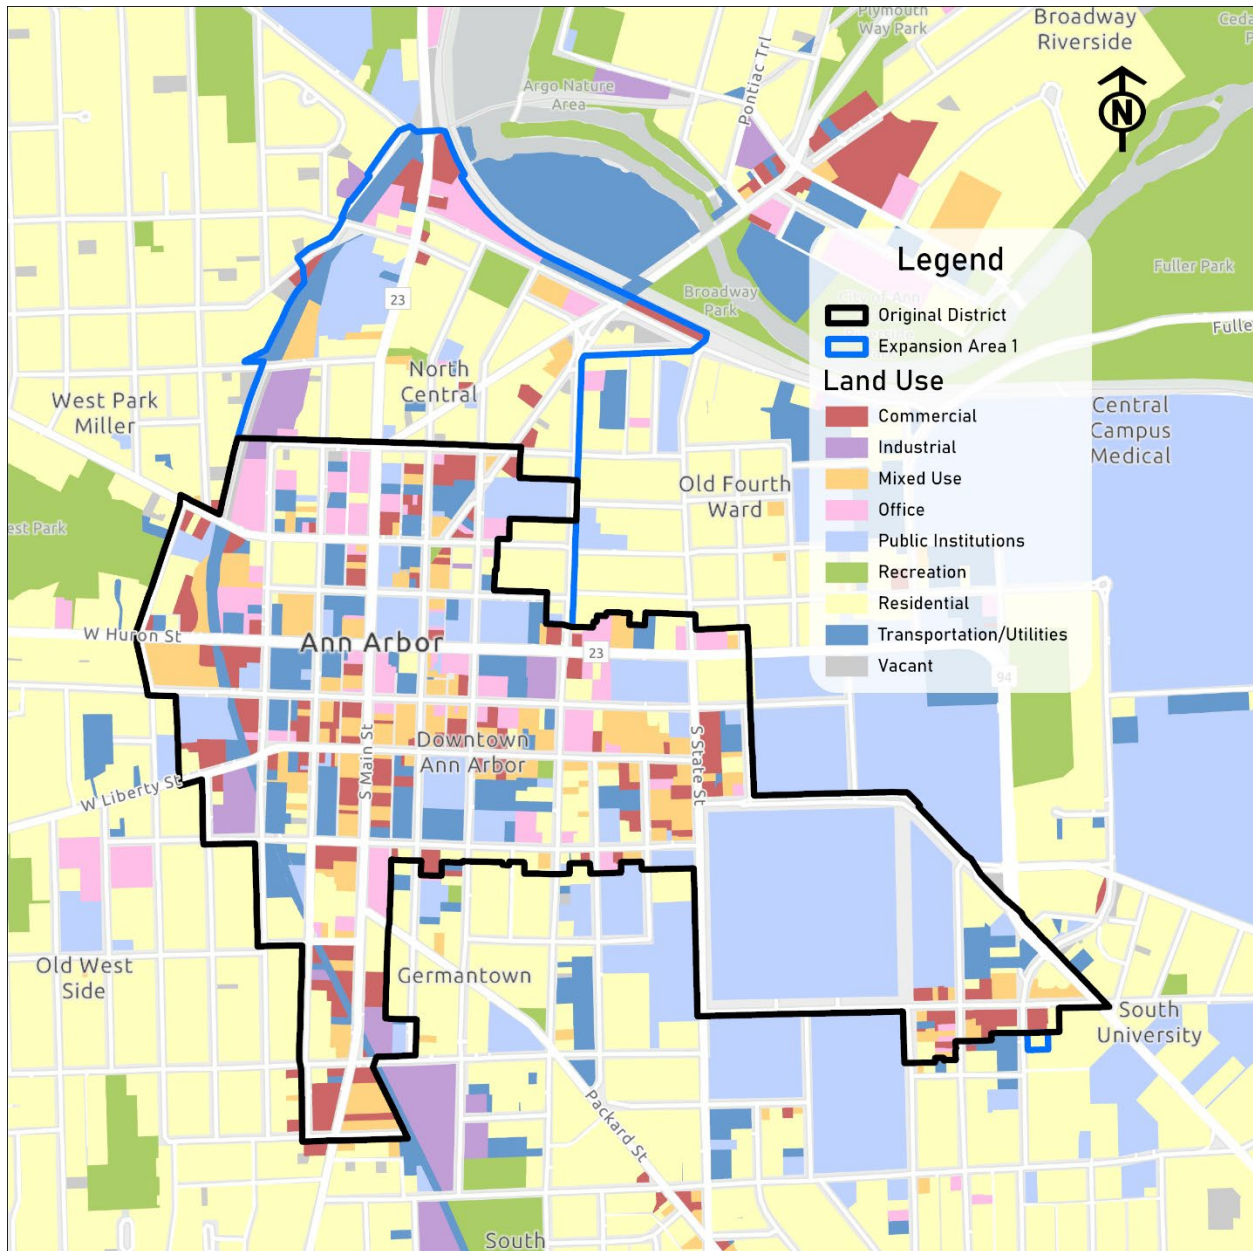 Plymouth
Way Park
Broadway
Riverside
Pontiac Trl
Argo Nature
Area
N
Legend
Original District
Expansion Area 1
Land Use
Commercial
Industrial
Mixed Use
Office
Public Institutions
Recreation
Residential
Transportation/Utilities
Vacant
Fuller Park
Broadway
Park
23
North
Central
West Park
Miller
Central
Campus
Medical
Old Fourth
Ward
W Huron St
Ann Arbor
23
94
Downtown
Ann Arbor
S Main St
S State St
W Liberty St
Old West
Side
Germantown
South
University
Packard St
South